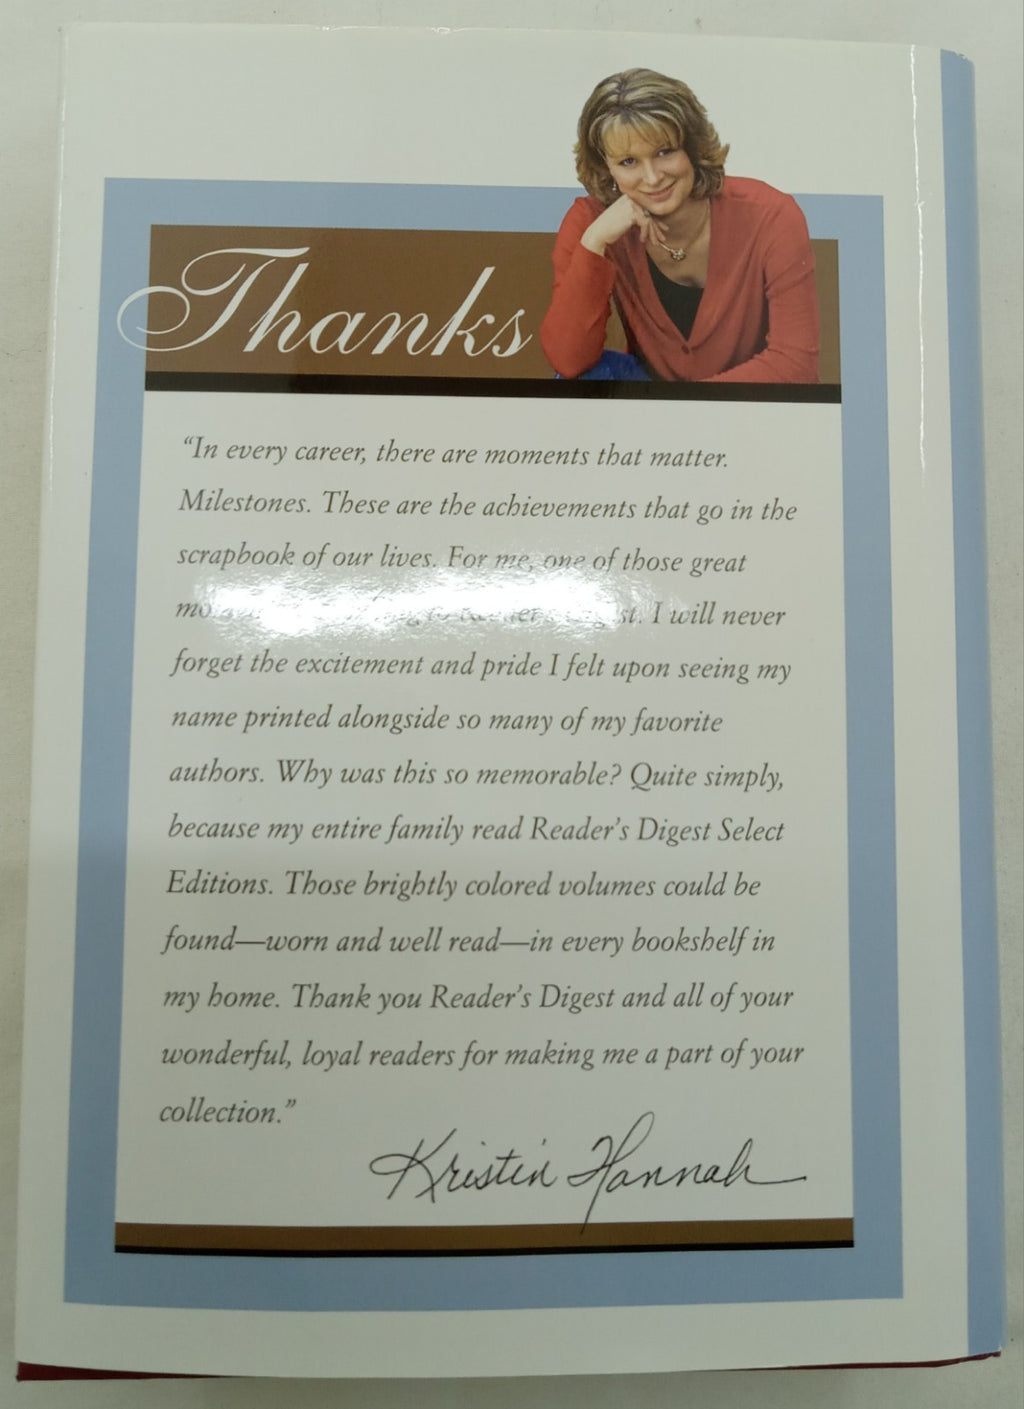 Thanks
“In every career, there are moments that matter.
Milestones. These are the achievements that go in the
scrapbook of our lives. For me, one of those great
I will never
forget the excitement and pride I felt upon seeing my
name printed alongside so many of my favorite
authors. Why was this so memorable? Quite simply,
because my entire family read Reader’s Digest Select
Editions. Those brightly colored volumes could be
found—worn and well read—in every bookshelf in
my home. Thank you Reader’s Digest and all of your
wonderful, loyal readers for making me a part of your
collection.”
Kristin Hannah